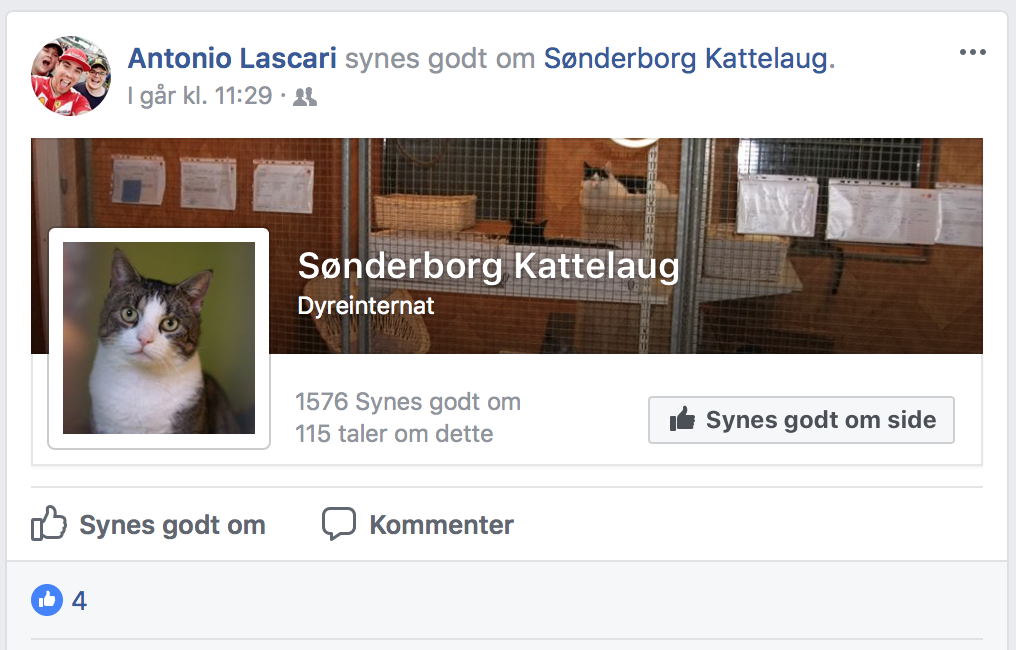 Antonio Lascari synes godt om Sønderborg Kattelaug.
I går kl. 11:29 ·
Sønderborg Kattelaug
Dyreinternat
1576 Synes godt om
115 taler om dette
Synes godt om side
Synes godt om Kommenter
4